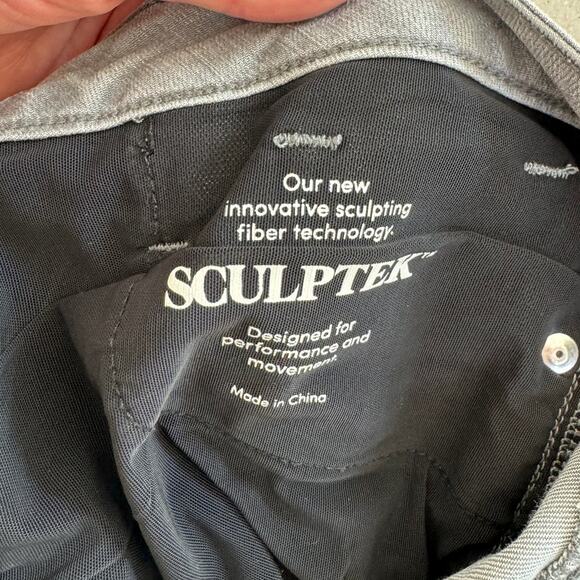 Our new
innovative sculpting
fiber technology.
SCULPTEK™
Designed for
performance and
movement.
Made in China